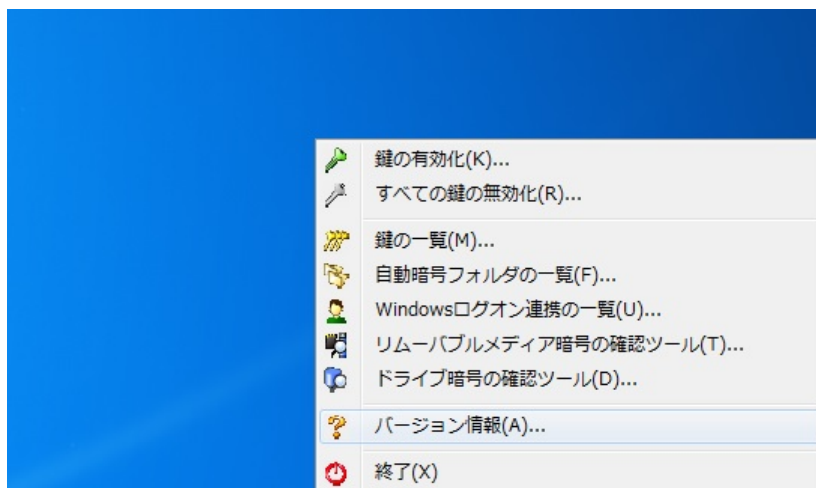 鍵の有効化(K)...
すべての鍵の無効化(R)...
鍵の一覧(M)...
自動暗号フォルダの一覧(F)...
Windowsログオン連携の一覧(U)...
リムーバブルメディア暗号の確認ツール(T)...
ドライブ暗号の確認ツール(D)...
バージョン情報(A)...
終了(X)